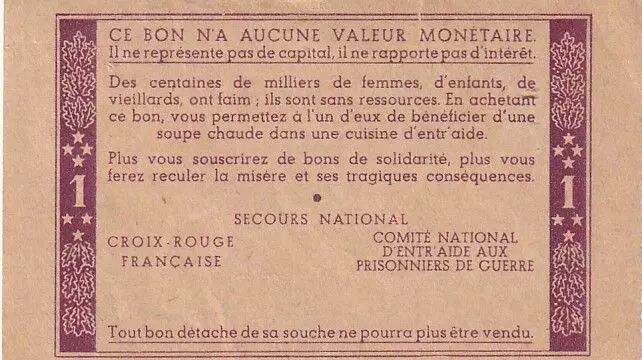 CE BON N'A AUCUNE VALEUR MONÉTAIRE.
Il ne représente pas de capital, il ne rapporte pas d'intérêt.
Des centaines de milliers de femmes, d'enfants, de
vieillards, ont faim ; ils sont sans ressources. En achetant
ce bon, vous permettez à l'un d'eux de bénéficier d'une
soupe chaude dans une cuisine d'entr'aide.
Plus vous souscrirez de bons de solidarité, plus vous
ferez reculer la misère et ses tragiques conséquences.
1
1
SECOURS NATIONAL
CROIX-ROUGE
FRANÇAISE
COMITÉ NATIONAL
D'ENTR'AIDE AUX
PRISONNIERS DE GUERRE
Tout bon détaché de sa souche ne pourra plus être vendu.